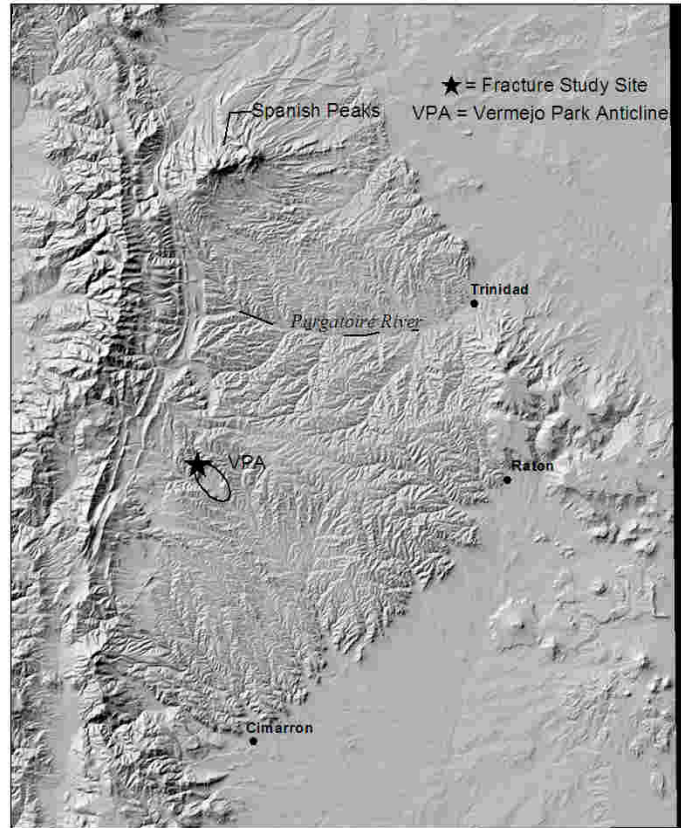 ★ = Fracture Study Site
Spanish Peaks
VPA = Vermejo Park Anticline
Trinidad
Purgatoire River
VPA
Raton
Cimarron